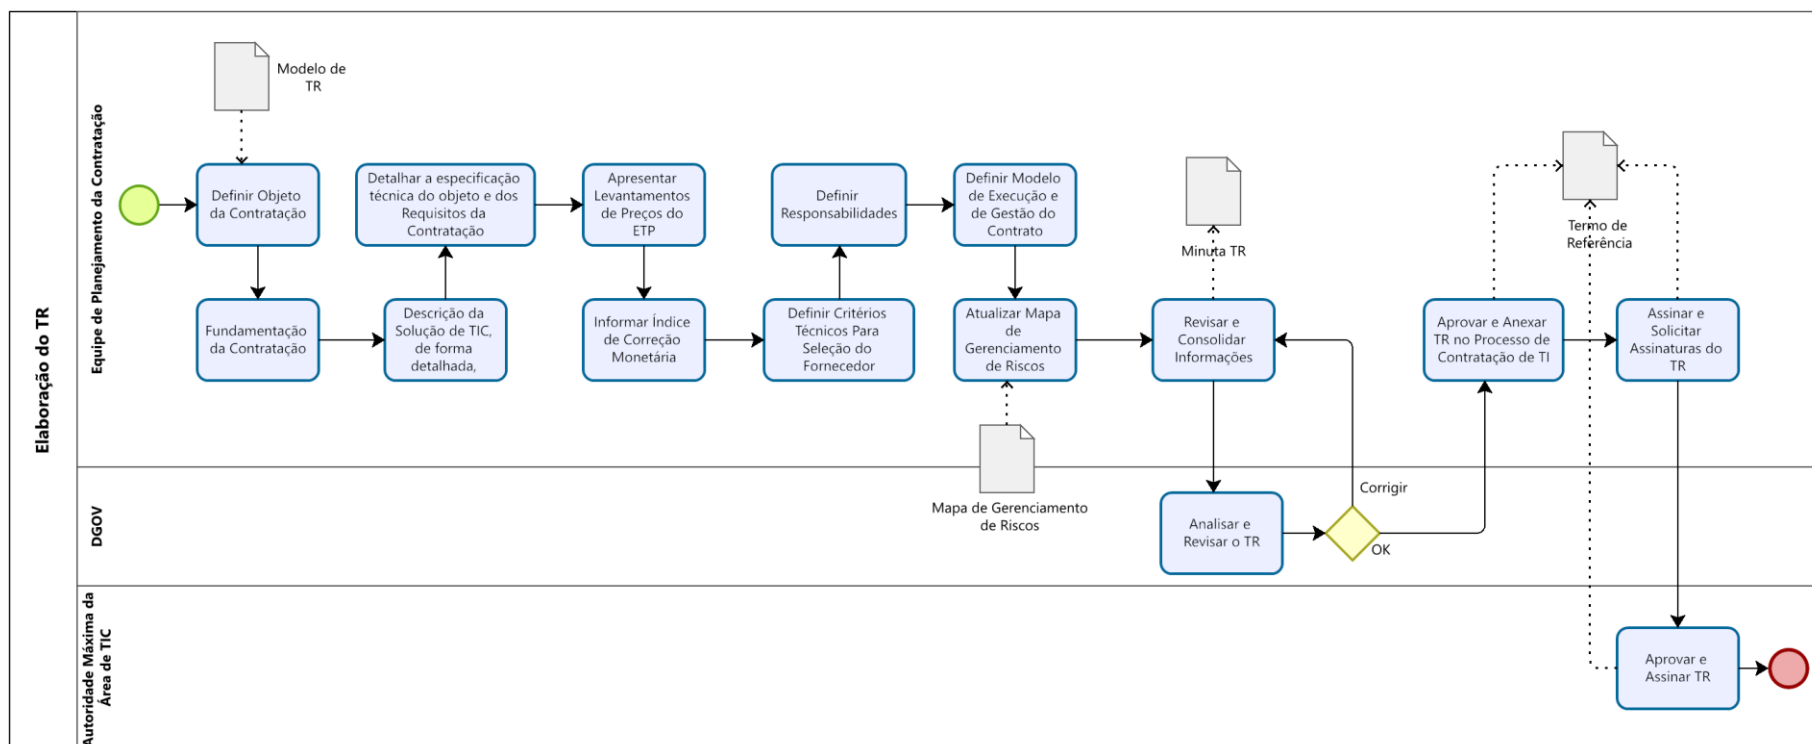 Elaboração do TR
Equipe de Planejamento da Contratação
Modelo de
TR
Definir Objeto
da Contratação
Fundamentação
da Contratação
Descrição da
Solução de TIC,
de forma
detalhada,
Detalhar a especificação
técnica do objeto e dos
Requisitos da
Contratação
Apresentar
Levantamentos
de Preços do
ETP
Informar Índice
de Correção
Monetária
Definir Critérios
Técnicos Para
Seleção do
Fornecedor
Definir
Responsabilidades
Definir Modelo
de Execução e
de Gestão do
Contrato
Atualizar Mapa
de
Gerenciamento
de Riscos
Mapa de Gerenciamento
de Riscos
Minuta TR
Revisar e
Consolidar
Informações
Aprovar e Anexar
TR no Processo de
Contratação de TI
Termo de
Referência
Assinar e
Solicitar
Assinaturas do
TR
DGOV
Analisar e
Revisar o TR
Corrigir
OK
Autoridade Máxima da
Área de TIC
Aprovar e
Assinar TR